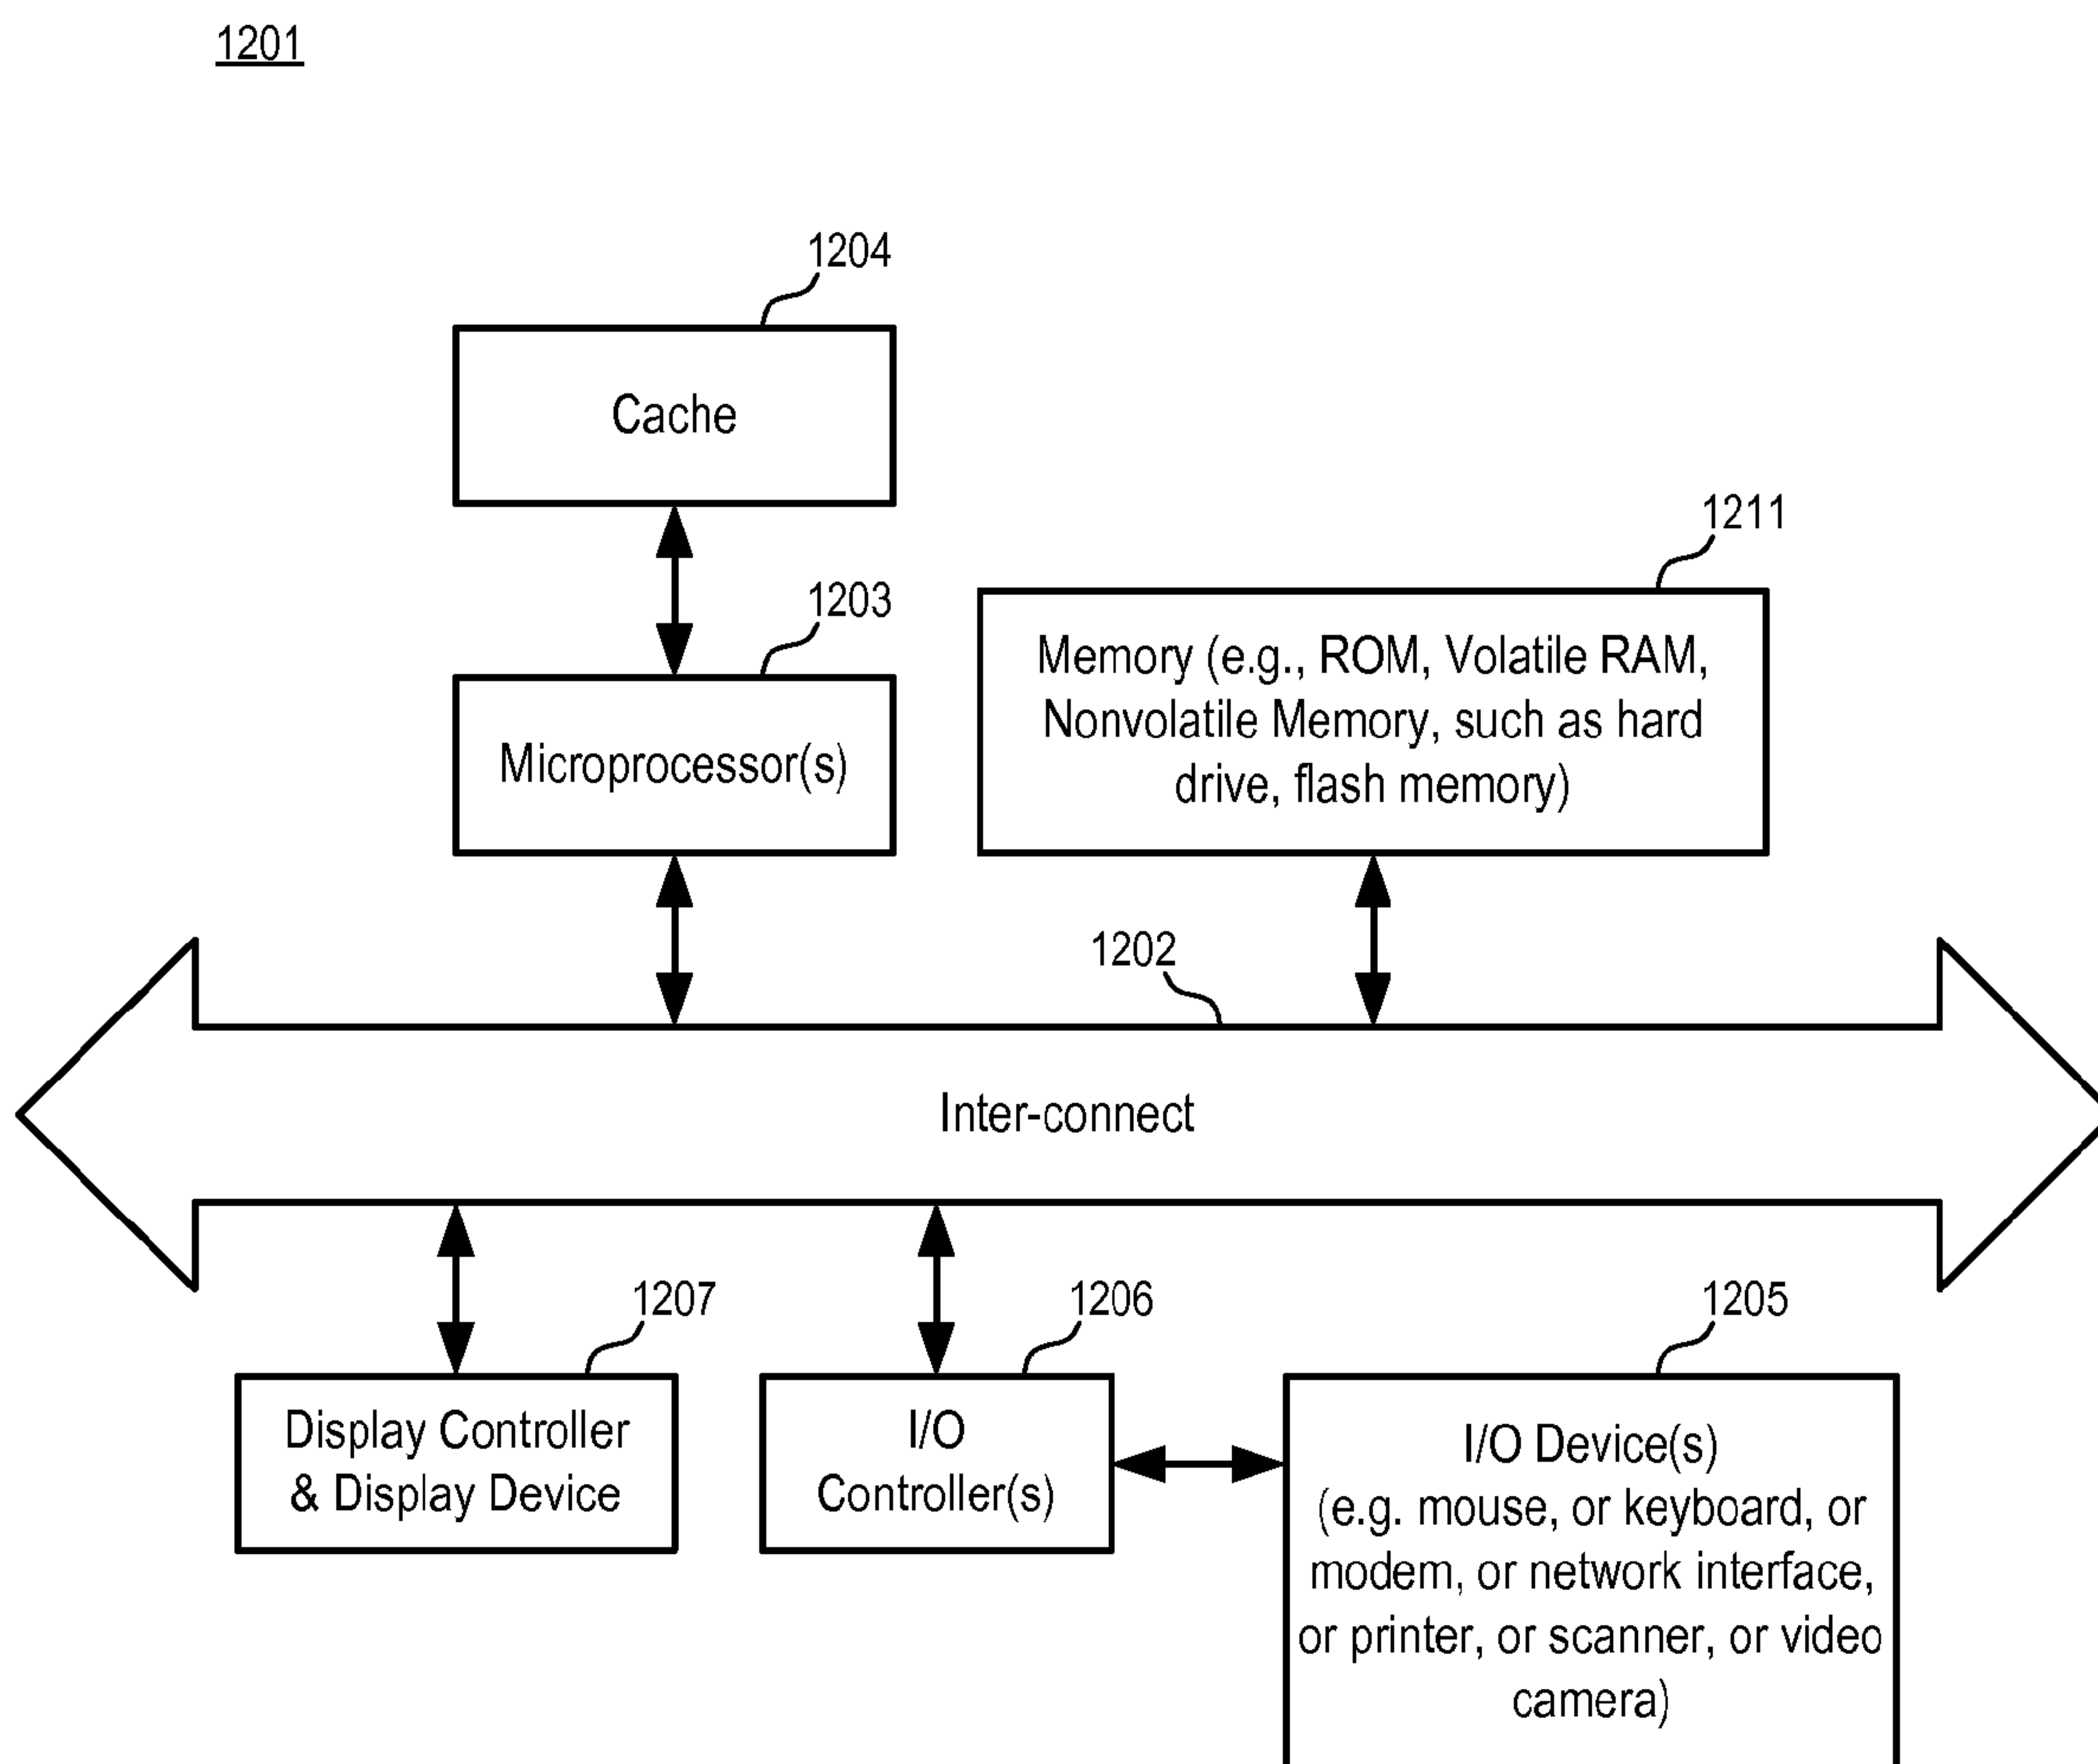 1201
1204
Cache
1211
1203
Memory (e.g., ROM, Volatile RAM,
Nonvolatile Memory, such as hard
drive, flash memory)
Microprocessor(s)
1202
Inter-connect
1207
1206
1205
Display Controller
& Display Device
I/O
Controller(s)
I/O Device(s)
(e.g. mouse, or keyboard, or
modem, or network interface,
or printer, or scanner, or video
camera)